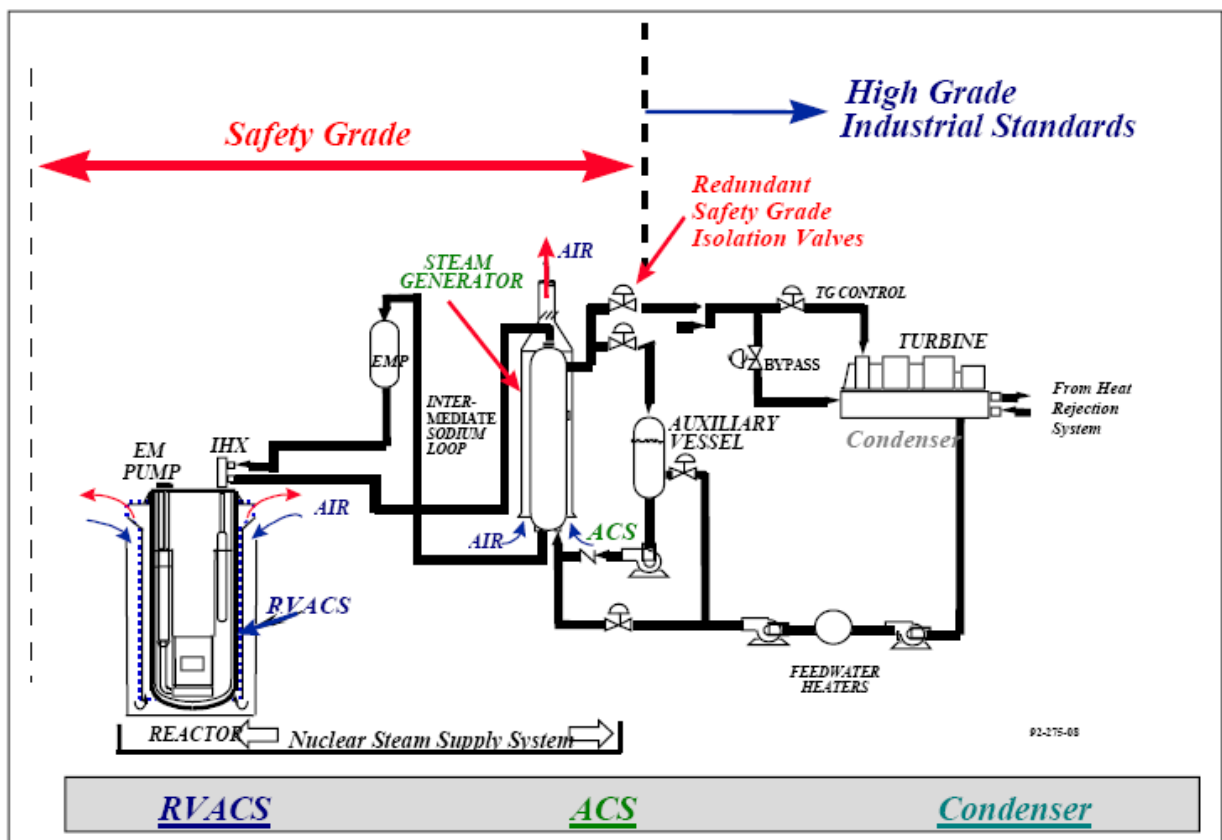 Safety Grade
High Grade
Industrial Standards
Redundant
Safety Grade
Isolation Valves
STEAM
GENERATOR
AIR
TG CONTROL
TURBINE
BYPASS
EMP
INTER-
MEDIATE
SODIUM
LOOP
From Heat
Rejection
System
AUXILIARY
VESSEL
Condenser
IHX
EM
PUMP
AIR
AIR
ACS
RVACS
FEEDWATER
HEATERS
REACTOR
Nuclear Steam Supply System
92-275-08
RVACS
ACS
Condenser